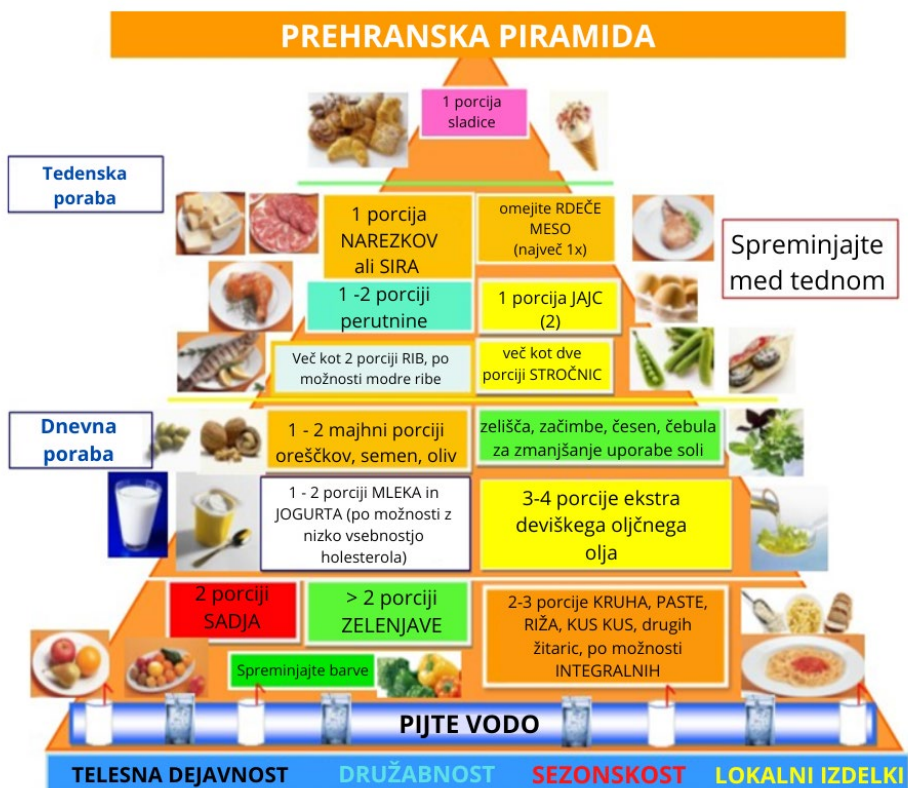 PREHRANSKA PIRAMIDA
1 porcija
sladice
Tedenska
poraba
1 porcija
NAREZKOV
ali SIRA
omejite RDEČE
MESO
(največ 1x)
Spreminjajte
med tednom
1 -2 porciji
perutnine
1 porcija JAJC
(2)
Več kot 2 porciji RIB, po
možnosti modre ribe
več kot dve
porciji STROČNIC
Dnevna
poraba
1 - 2 majhni porciji
oreščkov, semen, oliv
zelišča, začimbe, česen, čebula
za zmanjšanje uporabe soli
1 - 2 porciji MLEKA in
JOGURTA (po možnosti z
nizko vsebnostjo
holesterola)
3-4 porcije ekstra
deviškega oljčnega
olja
2 porciji
SADJA
> 2 porciji
ZELENJAVE
2-3 porcije KRUHA, PASTE,
RIŽA, KUS KUS, drugih
žitaric, po možnosti
INTEGRALNIH
Spreminjajte barve
PIJTE VODO
TELESNA DEJAVNOST DRUŽABNOST SEZONSKOST LOKALNI IZDELKI